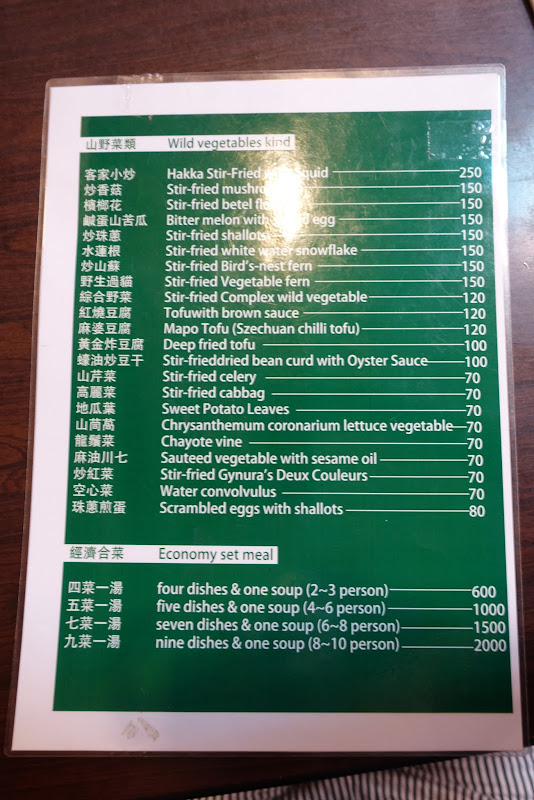 山野菜類 Wild vegetables kind
客家小炒 Hakka Stir-Fried squid 250
炒香菇 Stir-fried 150
檳榔花 Stir-fried betel 150
鹹蛋山苦瓜 Bitter melon with egg 150
炒珠蔥 Stir-fried shallots 150
水蓮根 Stir-fried white water snowflake 150
炒山蘇 Stir-fried Bird's-nest fern 150
野生過貓 Stir-fried Vegetable fern 150
綜合野菜 Stir-fried Complex wild vegetable 120
紅燒豆腐 Tofuwith brown sauce 120
麻婆豆腐 Mapo Tofu (Szechuan chilli tofu) 120
黃金炸豆腐 Deep fried tofu 100
蠔油炒豆干 Stir-frieddried bean curd with Oyster Sauce 100
山芹菜 Stir-fried celery 70
高麗菜 Stir-fried cabbag 70
地瓜葉 Sweet Potato Leaves 70
山茼萵 Chrysanthemum coronarium lettuce vegetable 70
龍鬚菜 Chayote vine 70
麻油川七 Sauteed vegetable with sesame oil 70
炒紅菜 Stir-fried Gynura's Deux Couleurs 70
空心菜 Water convolvulus 70
珠蔥煎蛋 Scrambled eggs with shallots 80
經濟合菜 Economy set meal
四菜一湯 four dishes & one soup (2~3 person) 600
五菜一湯 five dishes & one soup (4~6 person) 1000
七菜一湯 seven dishes & one soup (6~8 person) 1500
九菜一湯 nine dishes & one soup (8~10 person) 2000